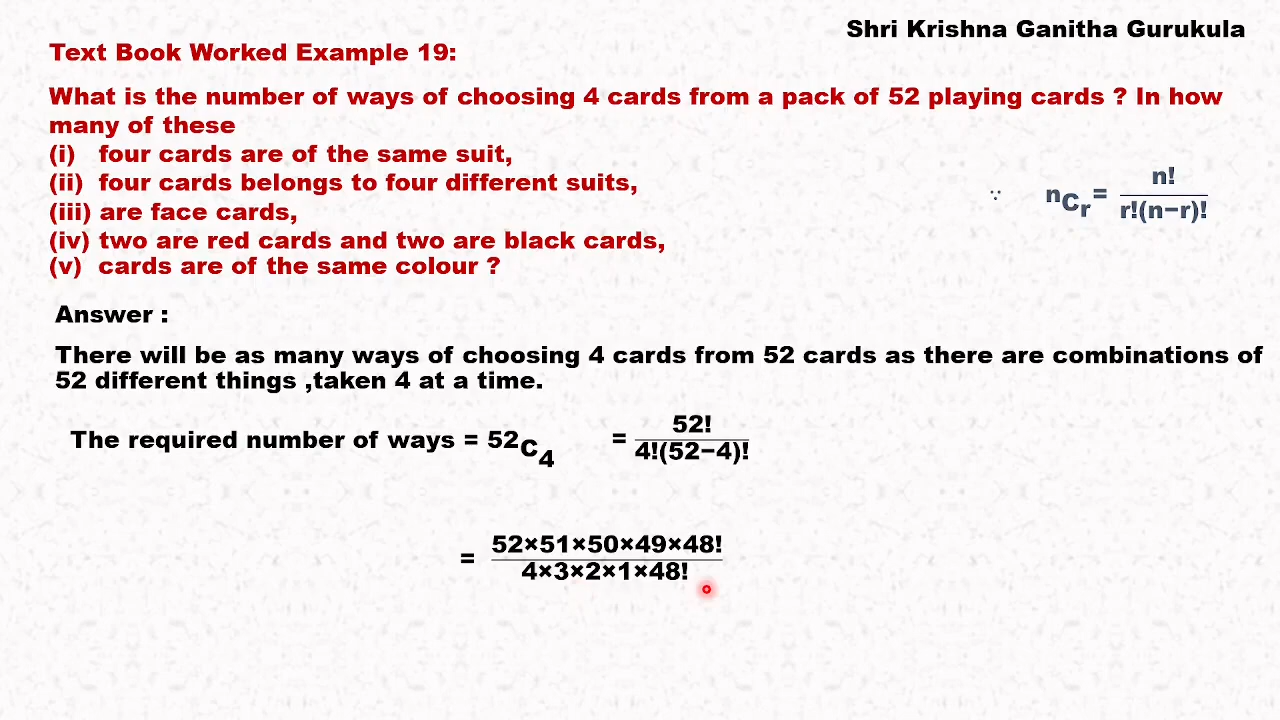 Shri Krishna Ganitha Gurukula
Text Book Worked Example 19:
What is the number of ways of choosing 4 cards from a pack of 52 playing cards ? In how
many of these
(i) four cards are of the same suit,
(ii) four cards belongs to four different suits,
(iii) are face cards,
(iv) two are red cards and two are black cards,
(v) cards are of the same colour ?
∵ nCr = n!
r!(n−r)!
Answer :
There will be as many ways of choosing 4 cards from 52 cards as there are combinations of
52 different things ,taken 4 at a time.
The required number of ways = 52C4 = 52!
4!(52−4)!
= 52×51×50×49×48!
4×3×2×1×48!